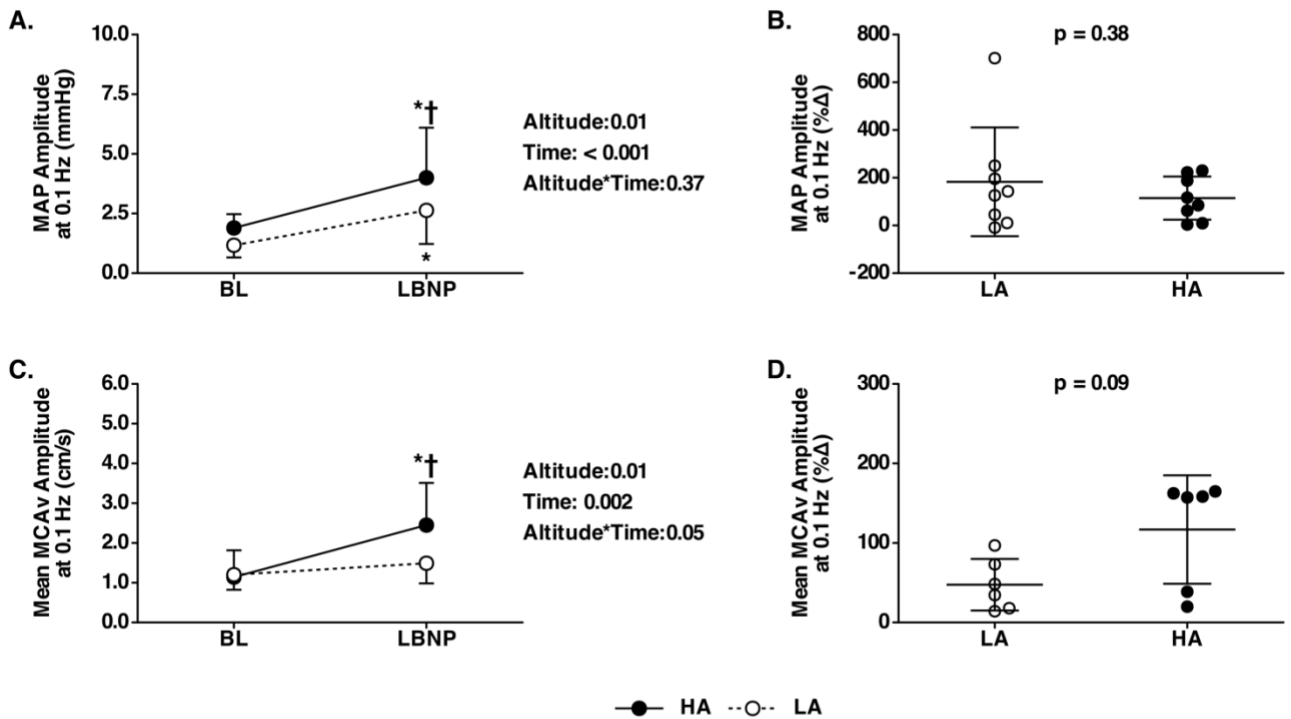 A.
MAP Amplitude
at 0.1 Hz (mmHg)
10.0
7.5
5.0
2.5
0.0
*†
*
BL
LBNP
Altitude:0.01
Time: < 0.001
Altitude*Time:0.37
B.
MAP Amplitude
at 0.1 Hz (%Δ)
800
600
400
200
0
-200
p = 0.38
LA
HA
C.
Mean MCAv Amplitude
at 0.1 Hz (cm/s)
6.0
5.0
4.0
3.0
2.0
1.0
0.0
*†
BL
LBNP
Altitude:0.01
Time: 0.002
Altitude*Time:0.05
D.
Mean MCAv Amplitude
at 0.1 Hz (%Δ)
300
200
100
0
p = 0.09
LA
HA
HA
LA